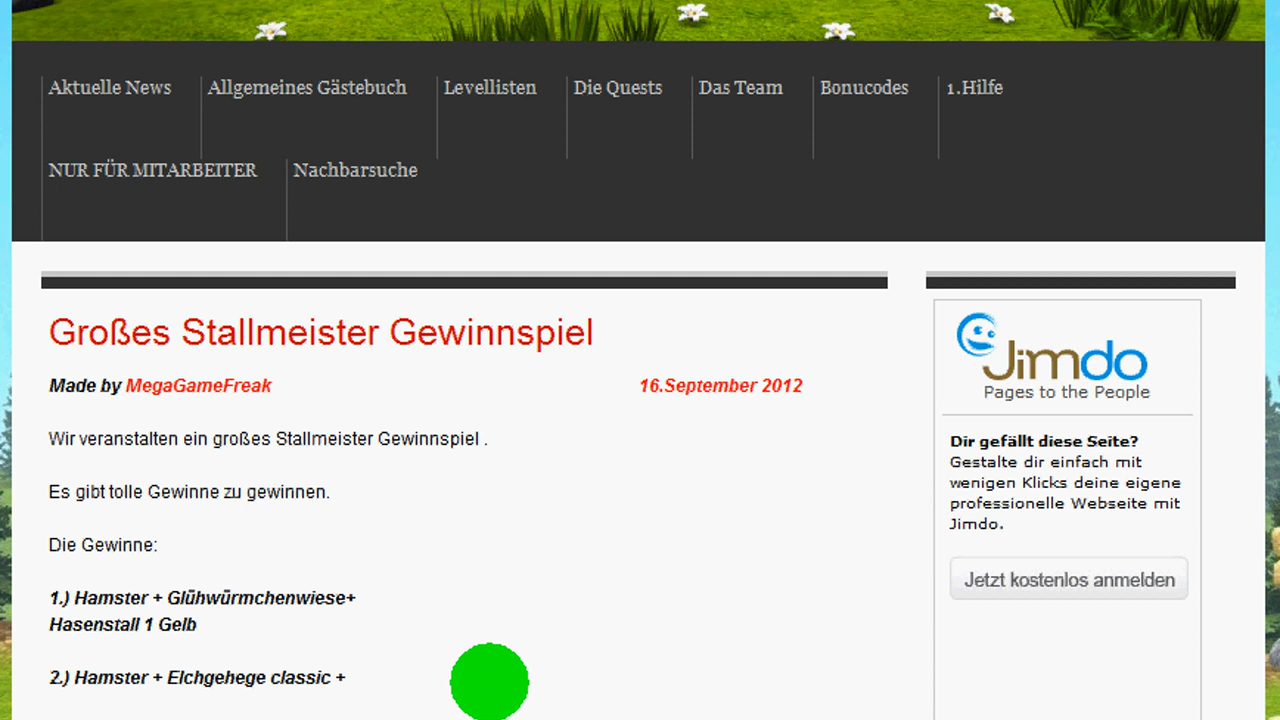 Aktuelle News
Allgemeines Gästebuch
Levellisten
Die Quests
Das Team
Bonucodes
1.Hilfe
NUR FÜR MITARBEITER
Nachbarsuche
Großes Stallmeister Gewinnspiel
Made by MegaGameFreak
16.September 2012
Wir veranstalten ein großes Stallmeister Gewinnspiel .
Es gibt tolle Gewinne zu gewinnen.
Die Gewinne:
1.) Hamster + Glühwürmchenwiese+
Hasenstall 1 Gelb
2.) Hamster + Elchgehege classic +
Jimdo
Pages to the People
Dir gefällt diese Seite?
Gestalte dir einfach mit
wenigen Klicks deine eigene
professionelle Webseite mit
Jimdo.
Jetzt kostenlos anmelden